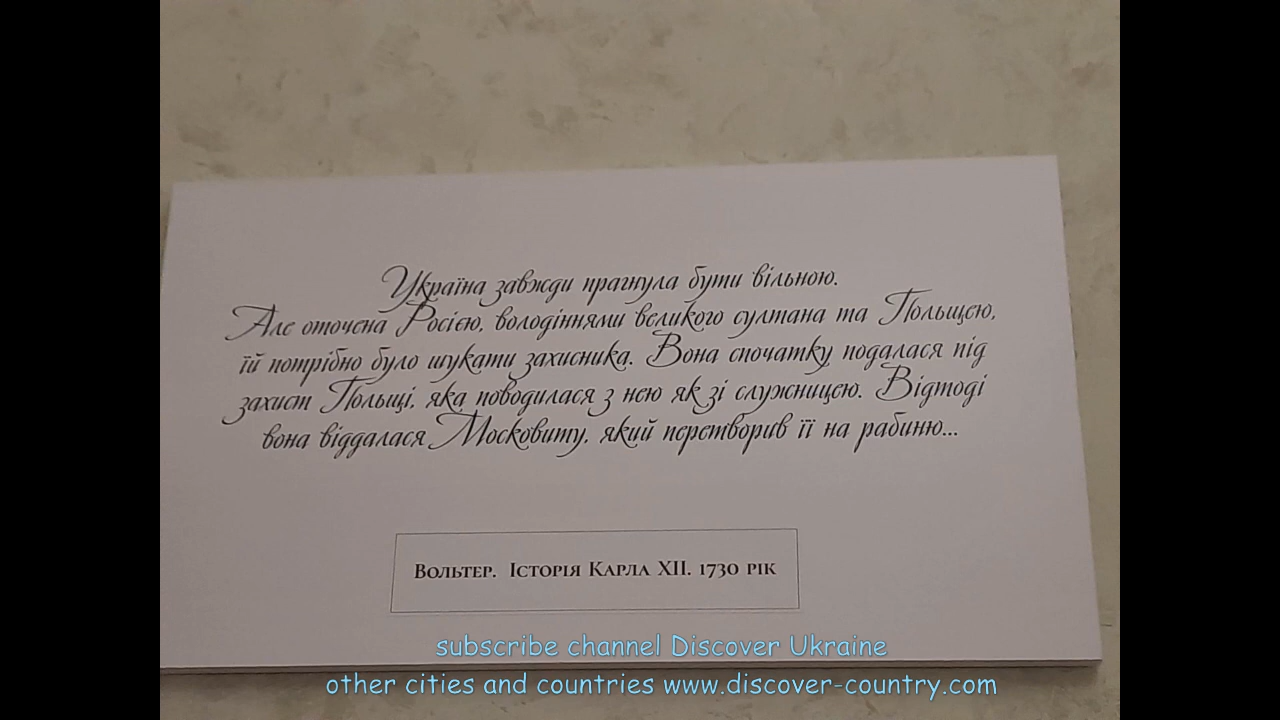 Україна завжди прагнула бути вільною.
Але оточена Росією, володіннями великого султана та Польщею,
їй потрібно було шукати захисника. Вона спочатку подалася під
захист Польщі, яка поводилася з нею як зі служницею. Відтоді
вона віддалася Московиту, який перетворив її на рабиню...
Вольтер. Історія Карла XII. 1730 рік
subscribe channel Discover Ukraine
other cities and countries www.discover-country.com